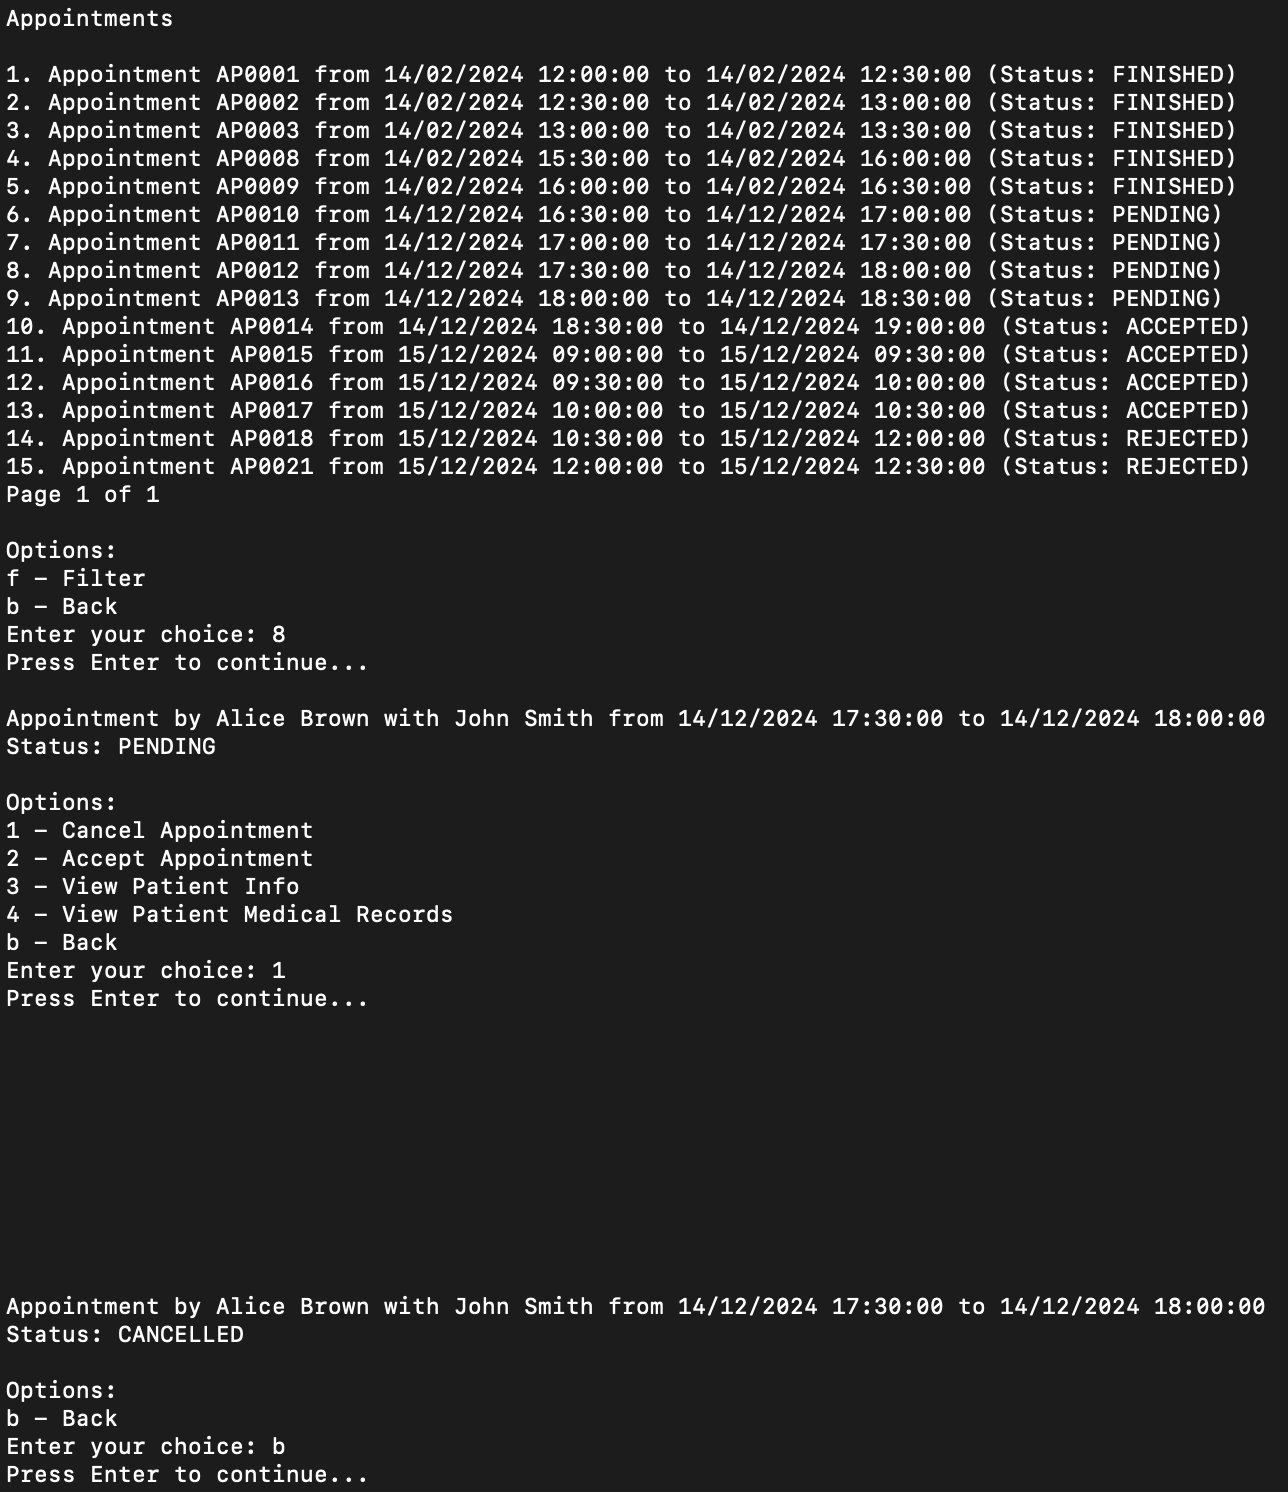 Appointments
1. Appointment AP0001 from 14/02/2024 12:00:00 to 14/02/2024 12:30:00 (Status: FINISHED)
2. Appointment AP0002 from 14/02/2024 12:30:00 to 14/02/2024 13:00:00 (Status: FINISHED)
3. Appointment AP0003 from 14/02/2024 13:00:00 to 14/02/2024 13:30:00 (Status: FINISHED)
4. Appointment AP0008 from 14/02/2024 15:30:00 to 14/02/2024 16:00:00 (Status: FINISHED)
5. Appointment AP0009 from 14/02/2024 16:00:00 to 14/02/2024 16:30:00 (Status: FINISHED)
6. Appointment AP0010 from 14/12/2024 16:30:00 to 14/12/2024 17:00:00 (Status: PENDING)
7. Appointment AP0011 from 14/12/2024 17:00:00 to 14/12/2024 17:30:00 (Status: PENDING)
8. Appointment AP0012 from 14/12/2024 17:30:00 to 14/12/2024 18:00:00 (Status: PENDING)
9. Appointment AP0013 from 14/12/2024 18:00:00 to 14/12/2024 18:30:00 (Status: PENDING)
10. Appointment AP0014 from 14/12/2024 18:30:00 to 14/12/2024 19:00:00 (Status: ACCEPTED)
11. Appointment AP0015 from 15/12/2024 09:00:00 to 15/12/2024 09:30:00 (Status: ACCEPTED)
12. Appointment AP0016 from 15/12/2024 09:30:00 to 15/12/2024 10:00:00 (Status: ACCEPTED)
13. Appointment AP0017 from 15/12/2024 10:00:00 to 15/12/2024 10:30:00 (Status: ACCEPTED)
14. Appointment AP0018 from 15/12/2024 10:30:00 to 15/12/2024 12:00:00 (Status: REJECTED)
15. Appointment AP0021 from 15/12/2024 12:00:00 to 15/12/2024 12:30:00 (Status: REJECTED)
Page 1 of 1
Options:
f – Filter
b – Back
Enter your choice: 8
Press Enter to continue...
Appointment by Alice Brown with John Smith from 14/12/2024 17:30:00 to 14/12/2024 18:00:00
Status: PENDING
Options:
1 – Cancel Appointment
2 – Accept Appointment
3 – View Patient Info
4 – View Patient Medical Records
b – Back
Enter your choice: 1
Press Enter to continue...
Appointment by Alice Brown with John Smith from 14/12/2024 17:30:00 to 14/12/2024 18:00:00
Status: CANCELLED
Options:
b – Back
Enter your choice: b
Press Enter to continue...